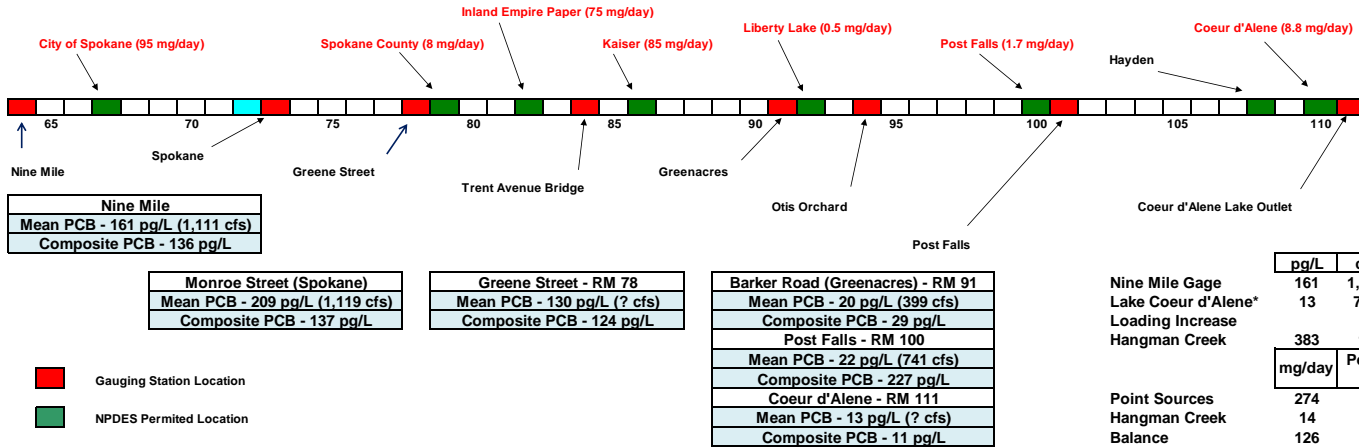 Inland Empire Paper (75 mg/day)
City of Spokane (95 mg/day)
Spokane County (8 mg/day)
Kaiser (85 mg/day)
Liberty Lake (0.5 mg/day)
Post Falls (1.7 mg/day)
Coeur d'Alene (8.8 mg/day)
Hayden
65 70 75 80 85 90 95 100 105 110
Nine Mile
Spokane
Greene Street
Trent Avenue Bridge
Greenacres
Otis Orchard
Post Falls
Coeur d'Alene Lake Outlet
Nine Mile
Mean PCB - 161 pg/L (1,111 cfs)
Composite PCB - 136 pg/L
Monroe Street (Spokane)
Mean PCB - 209 pg/L (1,119 cfs)
Composite PCB - 137 pg/L
Greene Street - RM 78
Mean PCB - 130 pg/L (? cfs)
Composite PCB - 124 pg/L
Barker Road (Greenacres) - RM 91
Mean PCB - 20 pg/L (399 cfs)
Composite PCB - 29 pg/L
Post Falls - RM 100
Mean PCB - 22 pg/L (741 cfs)
Composite PCB - 227 pg/L
Coeur d'Alene - RM 111
Mean PCB - 13 pg/L (? cfs)
Composite PCB - 11 pg/L
Gauging Station Location
NPDES Permited Location
pg/L
Nine Mile Gage 161
Lake Coeur d'Alene* 13
Loading Increase
Hangman Creek 383
mg/day
Point Sources 274
Hangman Creek 14
Balance 126